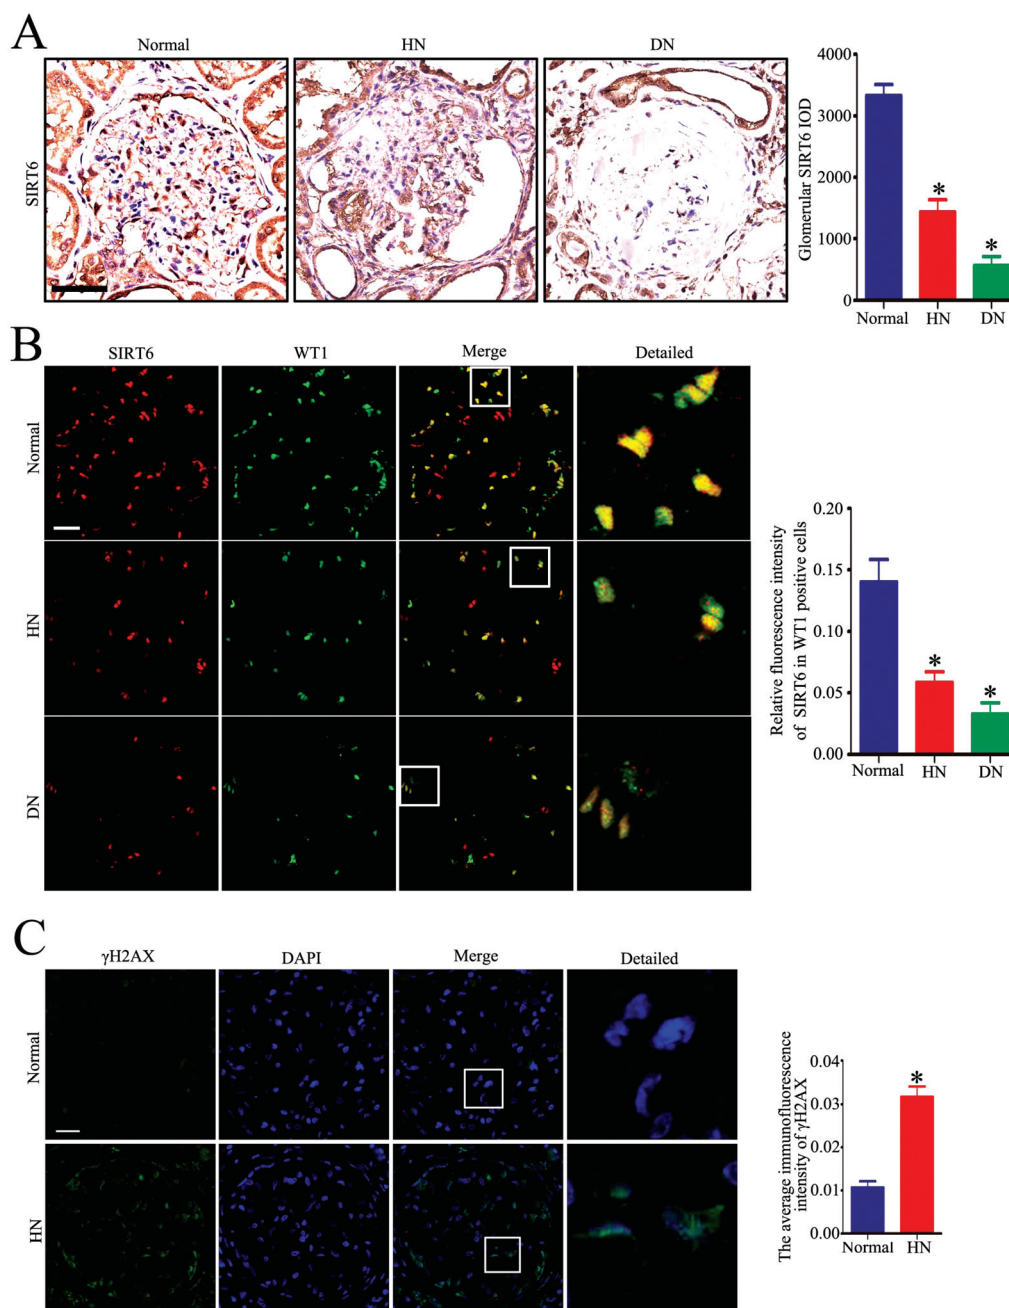 A
Normal
HN
DN
SIRT6
Glomerular SIRT6 IOD
4000
3000
2000
1000
0
*
*
Normal
HN
DN
B
SIRT6
WT1
Merge
Detailed
Normal
HN
DN
Relative fluorescence intensity
of SIRT6 in WT1 positive cells
0.20
0.15
0.10
0.05
0.00
*
*
Normal
HN
DN
C
γH2AX
DAPI
Merge
Detailed
Normal
HN
The average immunofluorescence
intensity of γH2AX
0.04
0.03
0.02
0.01
0.00
*
Normal
HN